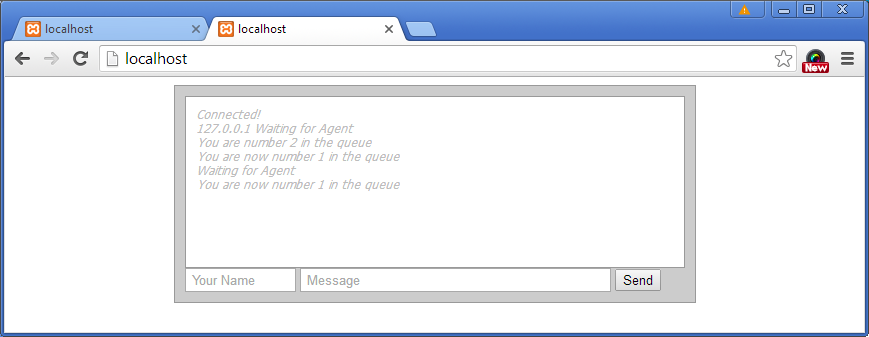 localhost
localhost
localhost
New
Connected!
127.0.0.1 Waiting for Agent
You are number 2 in the queue
You are now number 1 in the queue
Waiting for Agent
You are now number 1 in the queue
Your Name
Message
Send